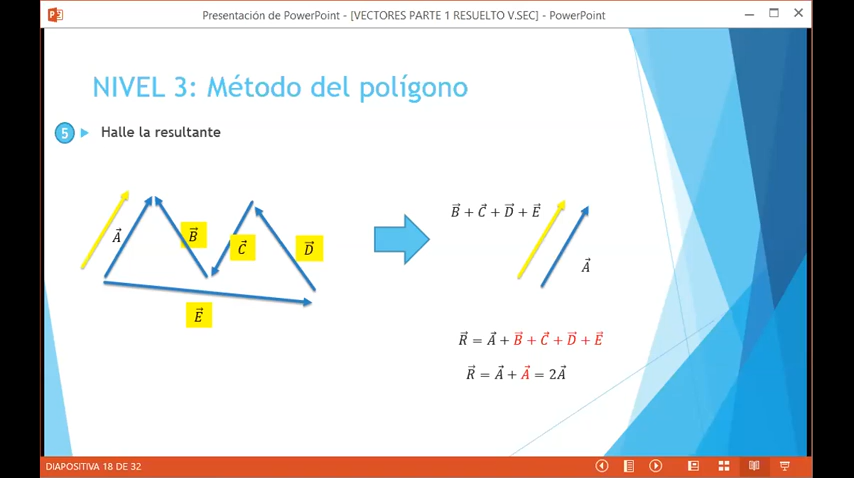 Presentación de PowerPoint - [VECTORES PARTE 1 RESUELTO V.SEC] - PowerPoint
NIVEL 3: Método del polígono
5
Halle la resultante
A⃗
B⃗
C⃗
D⃗
E⃗
B⃗ + C⃗ + D⃗ + E⃗
A⃗
R⃗ = A⃗ + B⃗ + C⃗ + D⃗ + E⃗
R⃗ = A⃗ + A⃗ = 2A⃗
DIAPOSITIVA 18 DE 32